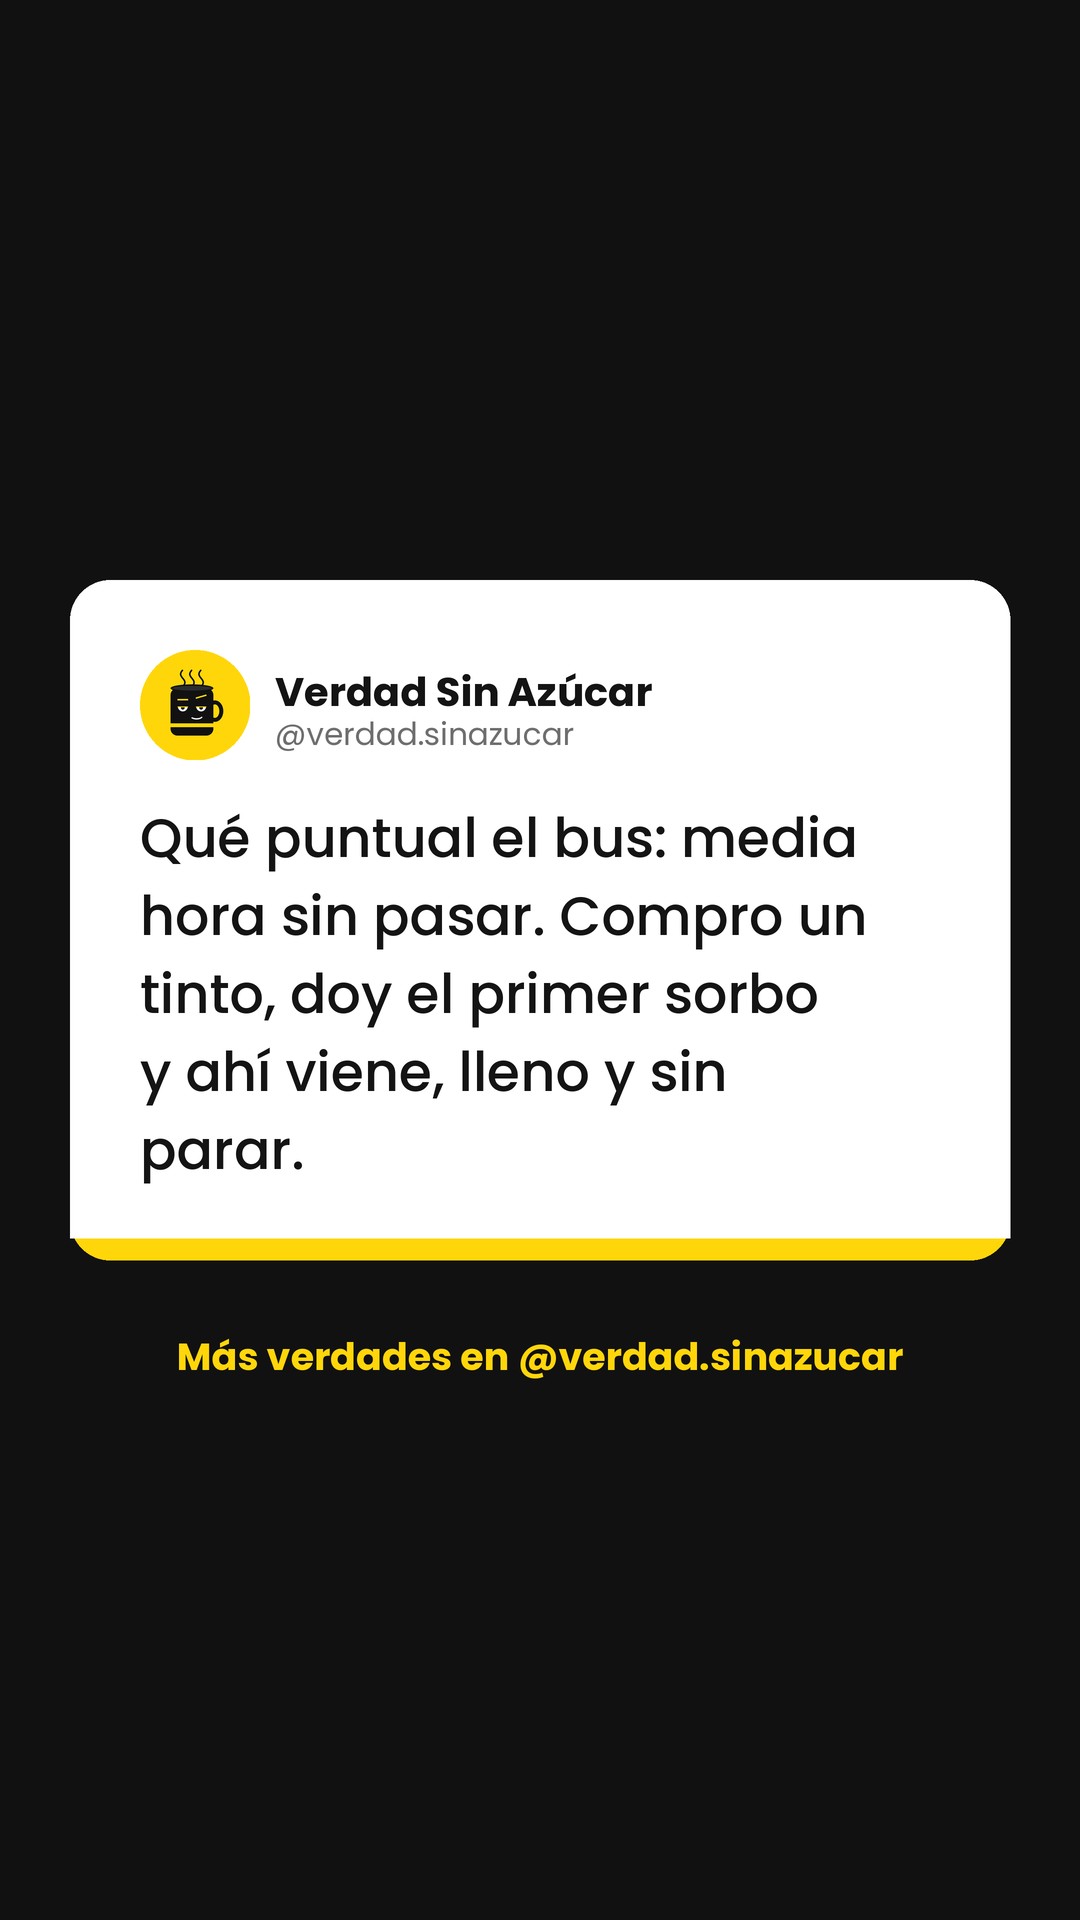 Verdad Sin Azúcar
@verdad.sinazucar
Qué puntual el bus: media
hora sin pasar. Compro un
tinto, doy el primer sorbo
y ahí viene, lleno y sin
parar.
Más verdades en @verdad.sinazucar